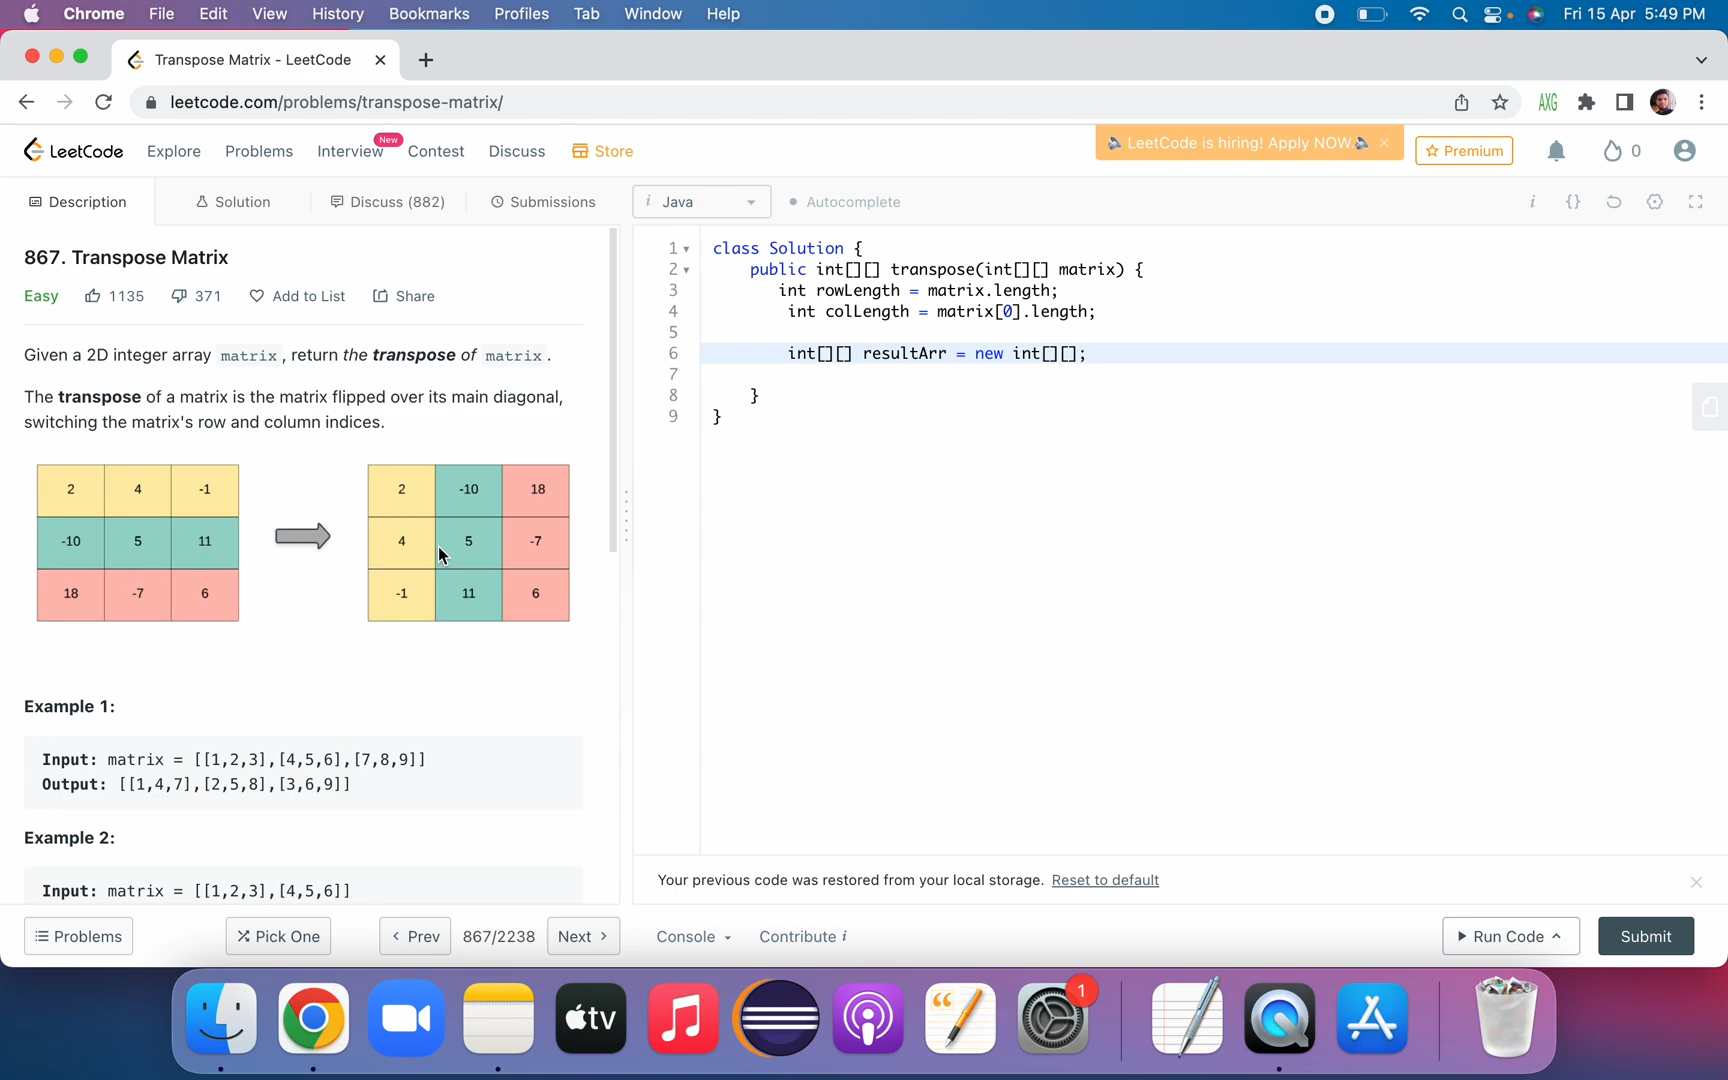 Chrome File Edit View History Bookmarks Profiles Tab Window Help Fri 15 Apr 5:49 PM
Transpose Matrix - LeetCode
leetcode.com/problems/transpose-matrix/ AXG
LeetCode Explore Problems Interview New Contest Discuss Store LeetCode is hiring! Apply NOW. Premium 0
Description Solution Discuss (882) Submissions i Java Autocomplete i {}
867. Transpose Matrix
Easy 1135 371 Add to List Share
Given a 2D integer array matrix, return the transpose of matrix.
The transpose of a matrix is the matrix flipped over its main diagonal,
switching the matrix's row and column indices.
2 4 -1 2 -10 18
-10 5 11 4 5 -7
18 -7 6 -1 11 6
Example 1:
Input: matrix = [[1,2,3],[4,5,6],[7,8,9]]
Output: [[1,4,7],[2,5,8],[3,6,9]]
Example 2:
Input: matrix = [[1,2,3],[4,5,6]]
1 class Solution {
2 public int[][] transpose(int[][] matrix) {
3 int rowLength = matrix.length;
4 int colLength = matrix[0].length;
5
6 int[][] resultArr = new int[][];
7
8 }
9 }
Your previous code was restored from your local storage. Reset to default
Problems Pick One Prev 867/2238 Next Console Contribute i Run Code Submit
tv 1